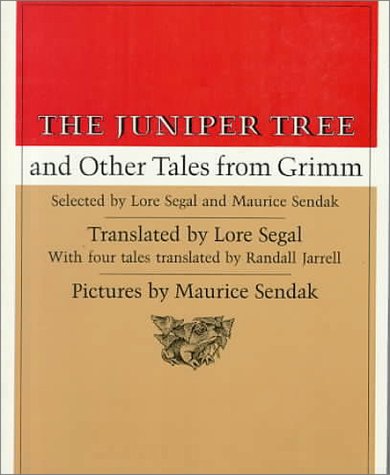 THE JUNIPER TREE
and Other Tales from Grimm
Selected by Lore Segal and Maurice Sendak
Translated by Lore Segal
With four tales translated by Randall Jarrell
Pictures by Maurice Sendak